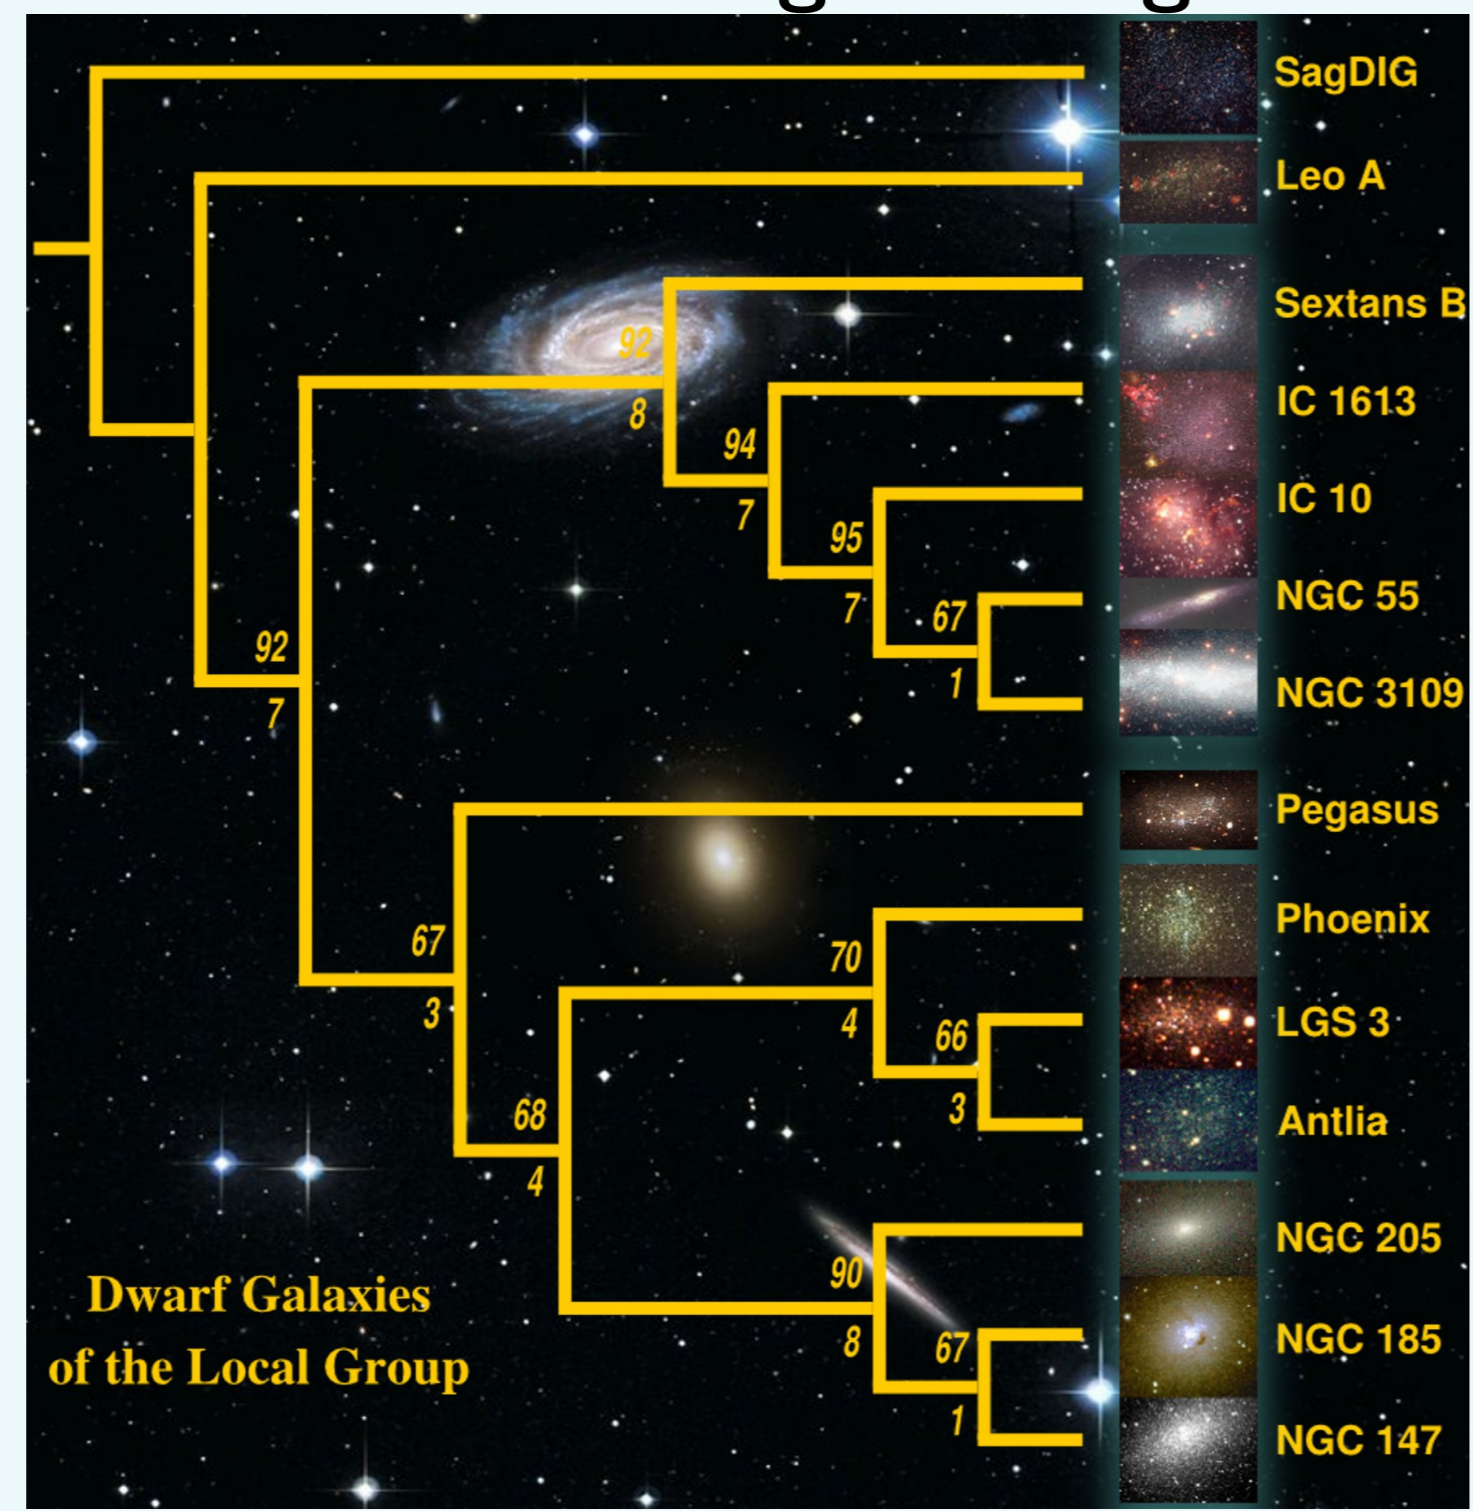 SagDIG
Leo A
Sextans B
92
8
IC 1613
94
7
IC 10
95
7
NGC 55
67
1
NGC 3109
92
7
Pegasus
Phoenix
67
3
70
4
LGS 3
66
3
Antlia
68
4
NGC 205
90
8
NGC 185
67
1
NGC 147
Dwarf Galaxies
of the Local Group